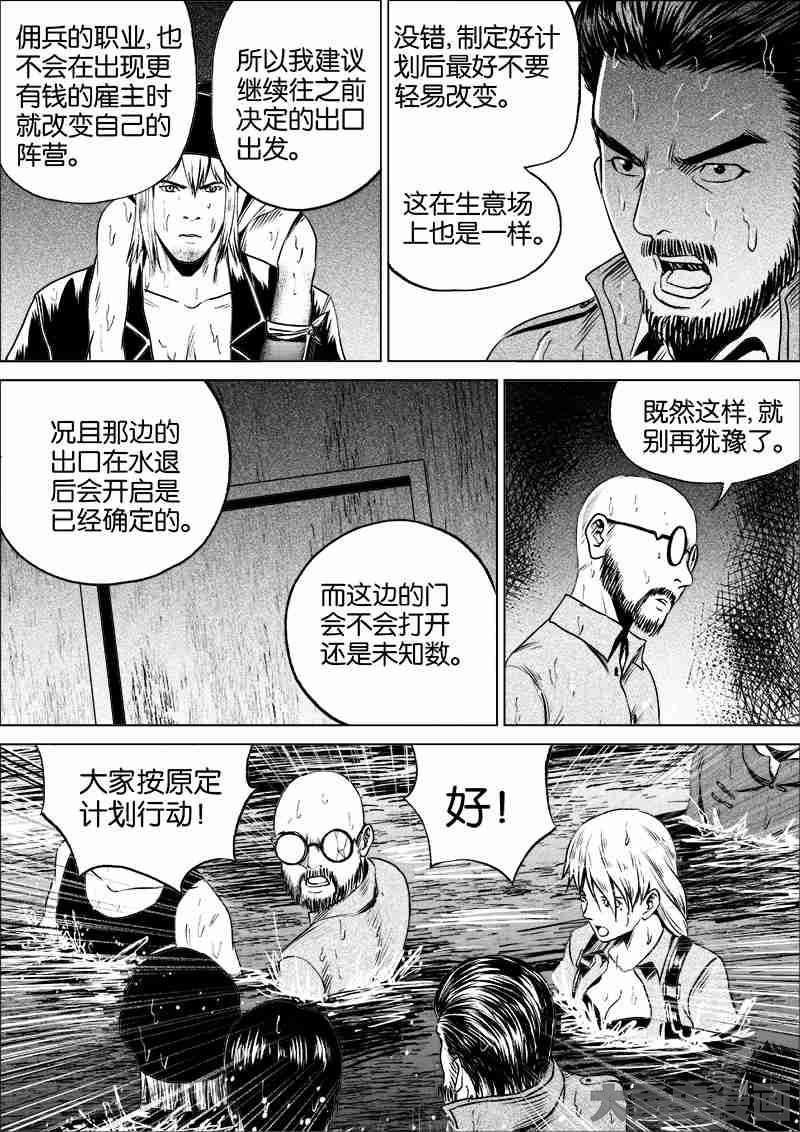 佣兵的职业,也
不会在出现更
有钱的雇主时
就改变自己的
阵营。
所以我建议
继续往之前
决定的出口
出发。
没错,制定好计
划后最好不要
轻易改变。
这在生意场
上也是一样。
况且那边的
出口在水退
后会开启是
已经确定的。
而这边的门
会不会打开
还是未知数。
既然这样,就
别再犹豫了。
大家按原定
计划行动!
好!